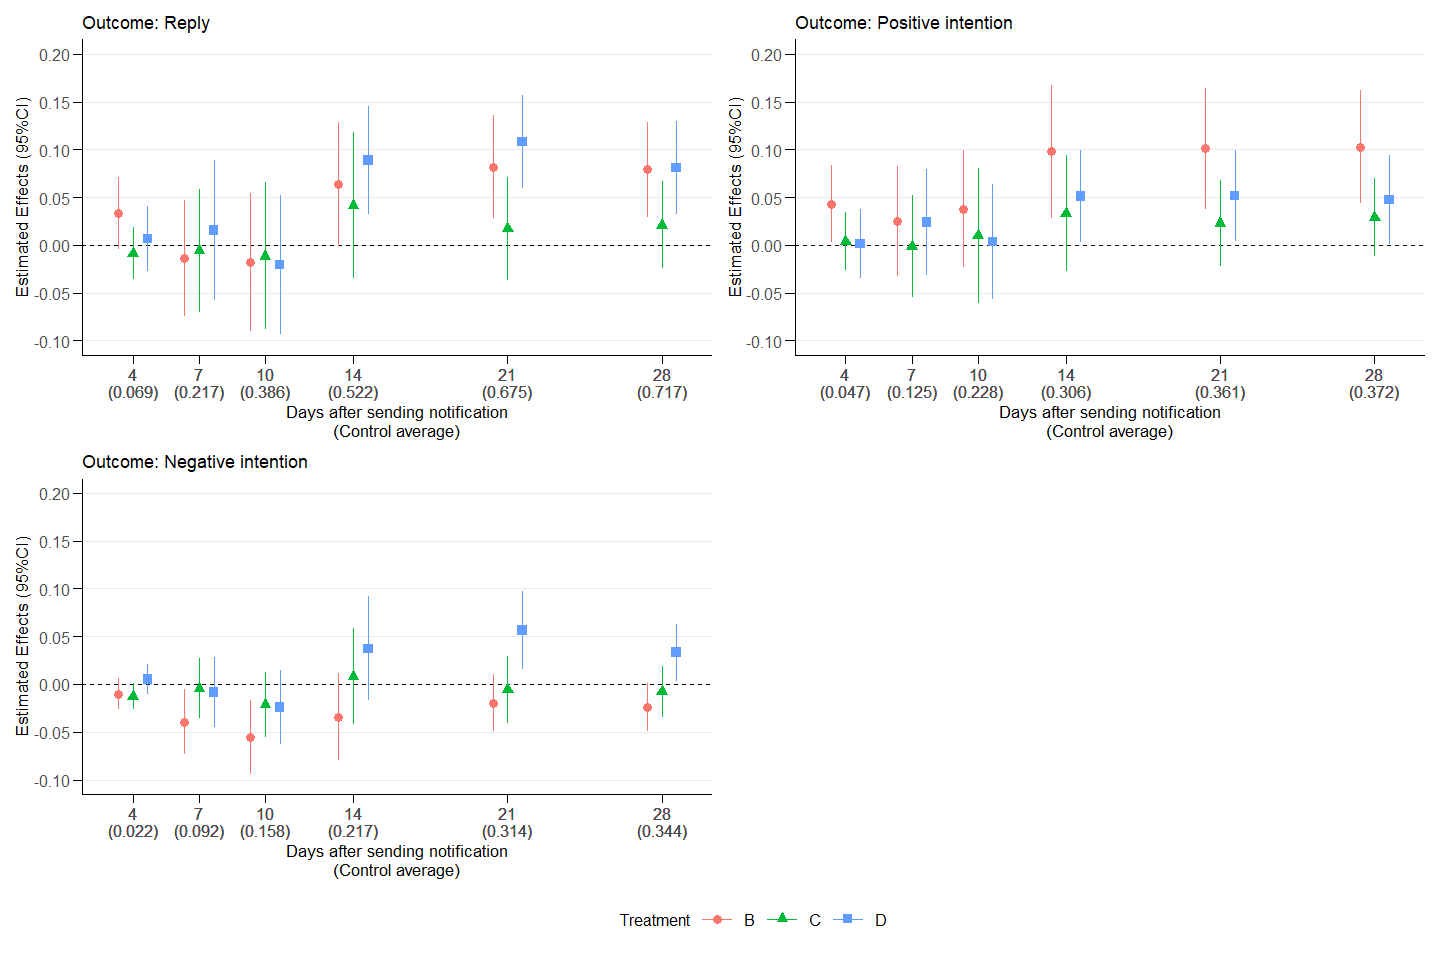 Outcome: Reply
Estimated Effects (95%CI)
0.20
0.15
0.10
0.05
0.00
-0.05
-0.10
4 7 10 14 21 28
(0.069) (0.217) (0.386) (0.522) (0.675) (0.717)
Days after sending notification
(Control average)
Outcome: Positive intention
Estimated Effects (95%CI)
0.20
0.15
0.10
0.05
0.00
-0.05
-0.10
4 7 10 14 21 28
(0.047) (0.125) (0.228) (0.306) (0.361) (0.372)
Days after sending notification
(Control average)
Outcome: Negative intention
Estimated Effects (95%CI)
0.20
0.15
0.10
0.05
0.00
-0.05
-0.10
4 7 10 14 21 28
(0.022) (0.092) (0.158) (0.217) (0.314) (0.344)
Days after sending notification
(Control average)
Treatment B C D